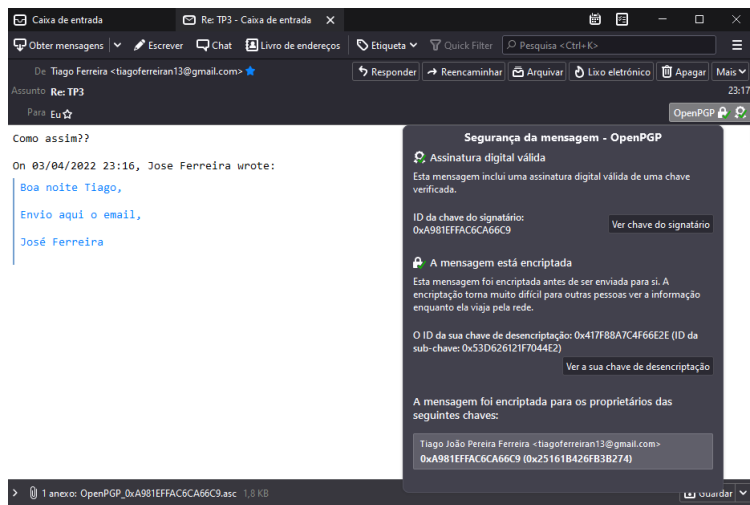 Caixa de entrada
Re: TP3 - Caixa de entrada
Obter mensagens
Escrever
Chat
Livro de endereços
Etiqueta
Quick Filter
Pesquisa <Ctrl+K>
De Tiago Ferreira <tiagoferreiran13@gmail.com>
Responder
Reencaminhar
Arquivar
Lixo eletrónico
Apagar
Mais
Assunto Re: TP3
23:17
Para Eu
OpenPGP
Como assim??
On 03/04/2022 23:16, Jose Ferreira wrote:
Boa noite Tiago,
Envio aqui o email,
José Ferreira
Segurança da mensagem - OpenPGP
Assinatura digital válida
Esta mensagem inclui uma assinatura digital válida de uma chave
verificada.
ID da chave do signatário:
0xA981EFFAC6CA66C9
Ver chave do signatário
A mensagem está encriptada
Esta mensagem foi encriptada antes de ser enviada para si. A
encriptação torna muito difícil para outras pessoas ver a informação
enquanto ela viaja pela rede.
O ID da sua chave de desencriptação: 0x417F88A7C4F66E2E (ID da
sub-chave: 0x53D626121F7044E2)
Ver a sua chave de desencriptação
A mensagem foi encriptada para os proprietários das
seguintes chaves:
Tiago João Pereira Ferreira <tiagoferreiran13@gmail.com>
0xA981EFFAC6CA66C9 (0x25161B426FB3B274)
1 anexo: OpenPGP_0xA981EFFAC6CA66C9.asc 1,8 KB
Guardar